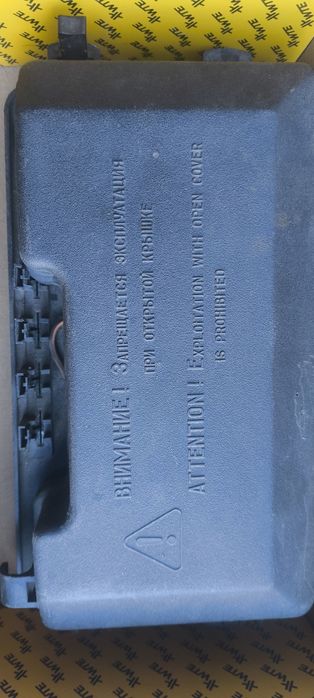 ВНИМАНИЕ! ЗАПРЕЩАЕТСЯ ЭКСПЛУАТАЦИЯ
ПРИ ОТКРЫТОЙ КРЫШКЕ
ATTENTION! EXPLOITATION WITH OPEN COVER
IS PROHIBITED